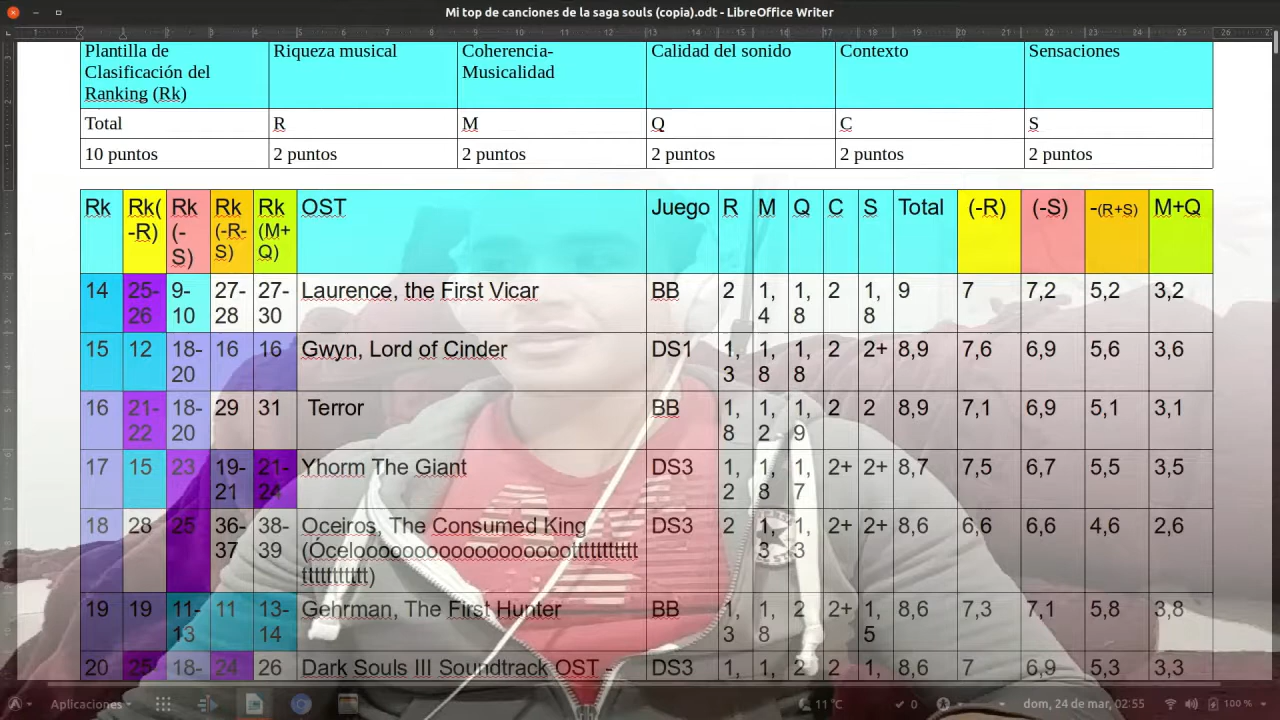 Mi top de canciones de la saga souls (copia).odt - LibreOffice Writer
Plantilla de Clasificación del Ranking (Rk) Riqueza musical Coherencia-Musicalidad Calidad del sonido Contexto Sensaciones
Total R M Q C S
10 puntos 2 puntos 2 puntos 2 puntos 2 puntos 2 puntos
Rk Rk(-R) Rk (-S) Rk (-R-S) Rk (M+Q) OST Juego R M Q C S Total (-R) (-S) -(R+S) M+Q
14 25-26 9-10 27-28 27-30 Laurence, the First Vicar BB 2 1,4 1,8 2 1,8 9 7 7,2 5,2 3,2
15 12 18-20 16 16 Gwyn, Lord of Cinder DS1 1,3 1,8 1,8 2 2+ 8,9 7,6 6,9 5,6 3,6
16 21-22 18-20 29 31 Terror BB 1,8 1,2 1,9 2 2 8,9 7,1 6,9 5,1 3,1
17 15 23 19-21 21-24 Yhorm The Giant DS3 1,2 1,8 1,7 2+ 2+ 8,7 7,5 6,7 5,5 3,5
18 28 25 36-37 38-39 Oceiros, The Consumed King DS3 2 1,3 1,3 2+ 2+ 8,6 6,6 6,6 4,6 2,6
(Óceloooooooooooooooooootttttttttttt
ttttttttttt)
19 19 11-13 11 13-14 Gehrman, The First Hunter BB 1,3 1,8 2 2+ 1,5 8,6 7,3 7,1 5,8 3,8
20 25- 18- 24 26 Dark Souls III Soundtrack OST - DS3 1, 1, 2 2 1, 8,6 7 6,9 5,3 3,3
Aplicaciones 11 °C 0 dom, 24 de mar, 02:55 100 %